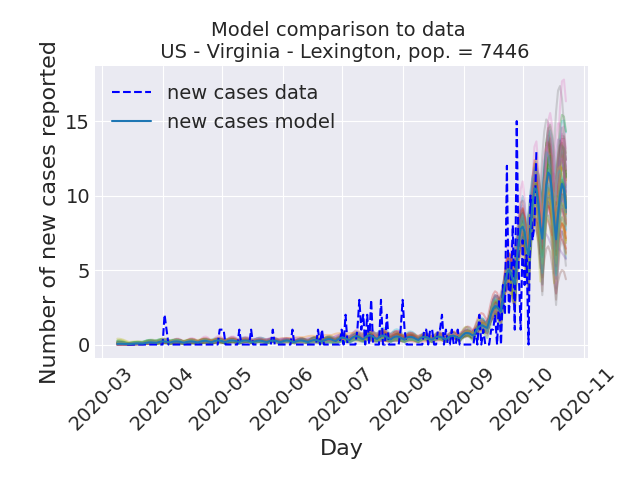 Model comparison to data
US - Virginia - Lexington, pop. = 7446
new cases data
new cases model
Number of new cases reported
15
10
5
0
2020-03
2020-04
2020-05
2020-06
2020-07
2020-08
2020-09
2020-10
2020-11
Day